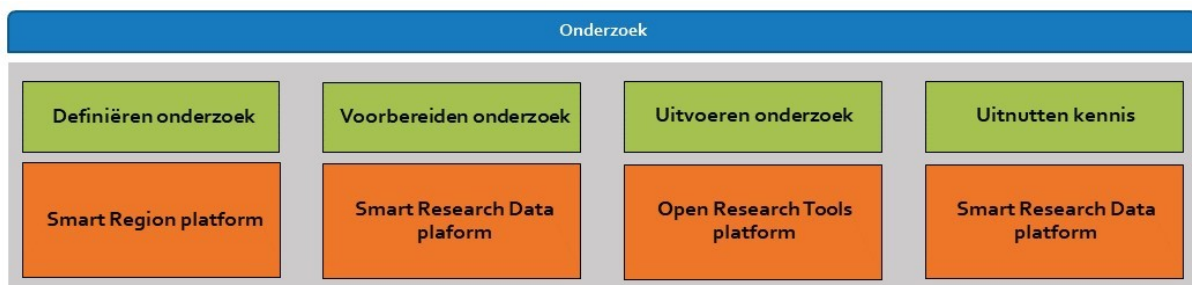 Onderzoek
Definiëren onderzoek
Voorbereiden onderzoek
Uitvoeren onderzoek
Uitnutten kennis
Smart Region platform
Smart Research Data
plaform
Open Research Tools
platform
Smart Research Data
platform